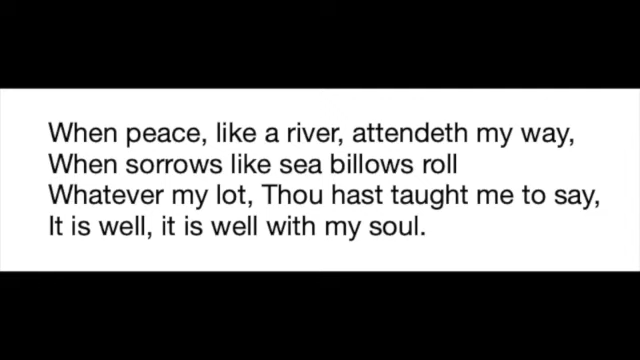 When peace, like a river, attendeth my way,
When sorrows like sea billows roll
Whatever my lot, Thou hast taught me to say,
It is well, it is well with my soul.